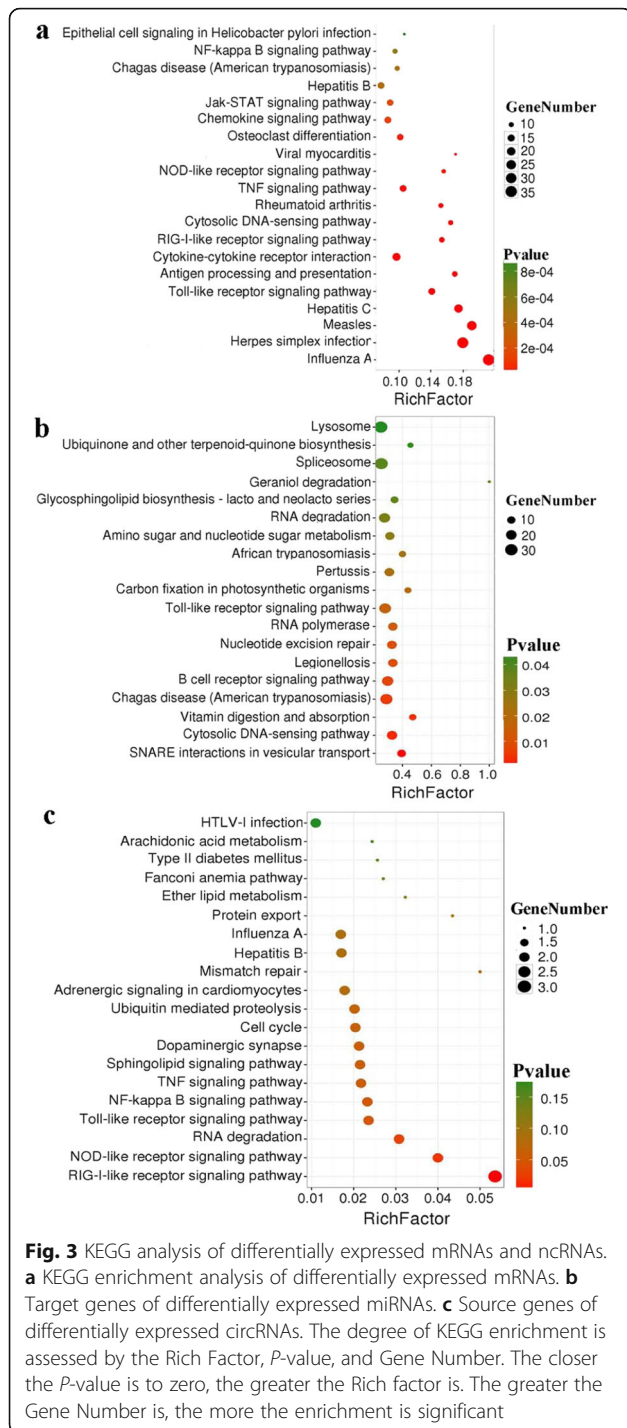 a
Epithelial cell signaling in Helicobacter pylori infection
NF-kappa B signaling pathway
Chagas disease (American trypanosomiasis)
Hepatitis B
Jak-STAT signaling pathway
Chemokine signaling pathway
Osteoclast differentiation
Viral myocarditis
NOD-like receptor signaling pathway
TNF signaling pathway
Rheumatoid arthritis
Cytosolic DNA-sensing pathway
RIG-I-like receptor signaling pathway
Cytokine-cytokine receptor interaction
Antigen processing and presentation
Toll-like receptor signaling pathway
Hepatitis C
Measles
Herpes simplex infection
Influenza A
0.10 0.14 0.18
RichFactor
GeneNumber
10
15
20
25
30
35
Pvalue
8e-04
6e-04
4e-04
2e-04
b
Lysosome
Ubiquinone and other terpenoid-quinone biosynthesis
Spliceosome
Geraniol degradation
Glycosphingolipid biosynthesis - lacto and neolacto series
RNA degradation
Amino sugar and nucleotide sugar metabolism
African trypanosomiasis
Pertussis
Carbon fixation in photosynthetic organisms
Toll-like receptor signaling pathway
RNA polymerase
Nucleotide excision repair
Legionellosis
B cell receptor signaling pathway
Chagas disease (American trypanosomiasis)
Vitamin digestion and absorption
Cytosolic DNA-sensing pathway
SNARE interactions in vesicular transport
0.4 0.6 0.8 1.0
RichFactor
GeneNumber
10
20
30
Pvalue
0.04
0.03
0.02
0.01
c
HTLV-I infection
Arachidonic acid metabolism
Type II diabetes mellitus
Fanconi anemia pathway
Ether lipid metabolism
Protein export
Influenza A
Hepatitis B
Mismatch repair
Adrenergic signaling in cardiomyocytes
Ubiquitin mediated proteolysis
Cell cycle
Dopaminergic synapse
Sphingolipid signaling pathway
TNF signaling pathway
NF-kappa B signaling pathway
Toll-like receptor signaling pathway
RNA degradation
NOD-like receptor signaling pathway
RIG-I-like receptor signaling pathway
0.01 0.02 0.03 0.04 0.05
RichFactor
GeneNumber
1.0
1.5
2.0
2.5
3.0
Pvalue
0.15
0.10
0.05
Fig. 3 KEGG analysis of differentially expressed mRNAs and ncRNAs.
a KEGG enrichment analysis of differentially expressed mRNAs. b
Target genes of differentially expressed miRNAs. c Source genes of
differentially expressed circRNAs. The degree of KEGG enrichment is
assessed by the Rich Factor, P-value, and Gene Number. The closer
the P-value is to zero, the greater the Rich factor is. The greater the
Gene Number is, the more the enrichment is significant